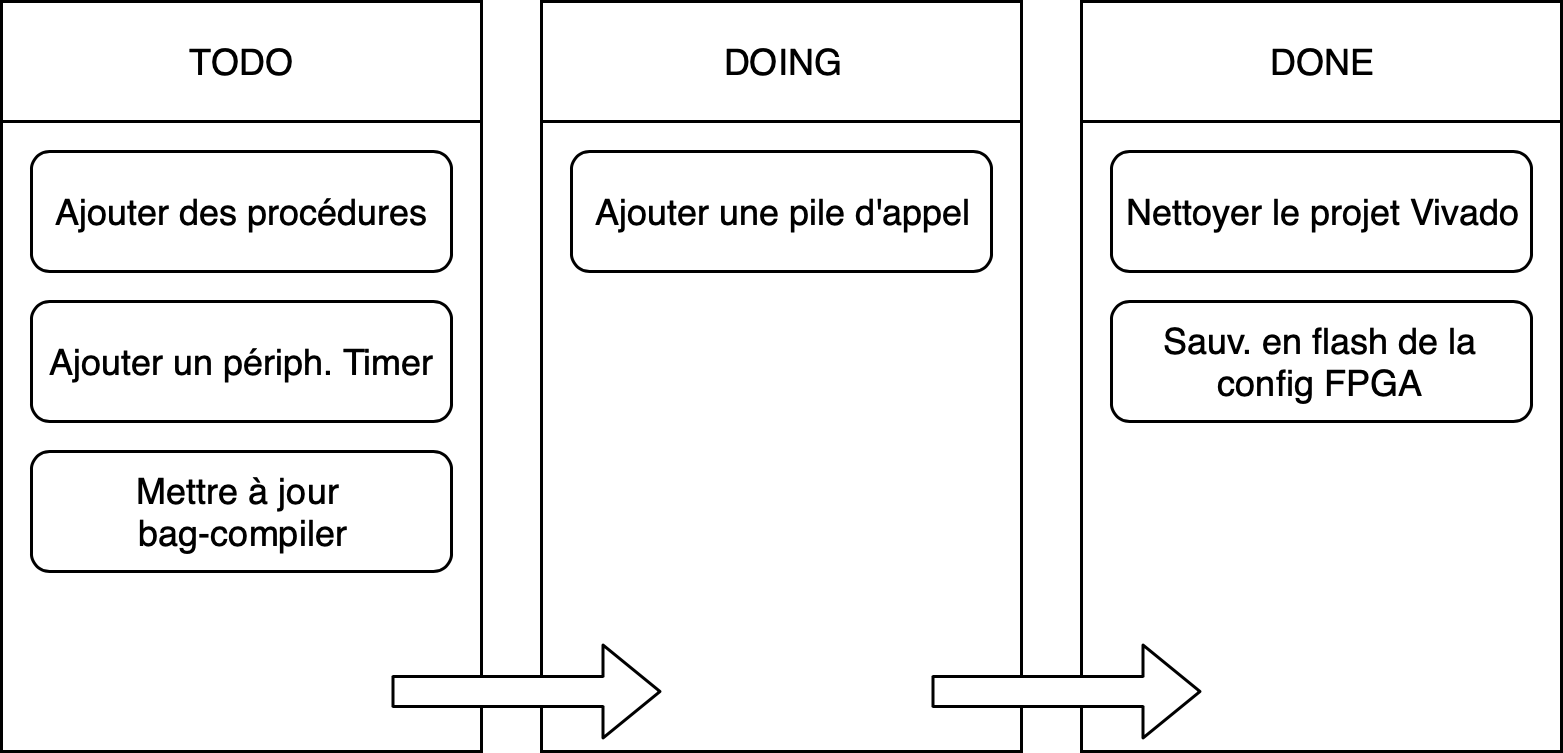 TODO
Ajouter des procédures
Ajouter un périph. Timer
Mettre à jour
bag-compiler
DOING
Ajouter une pile d'appel
DONE
Nettoyer le projet Vivado
Sauv. en flash de la
config FPGA